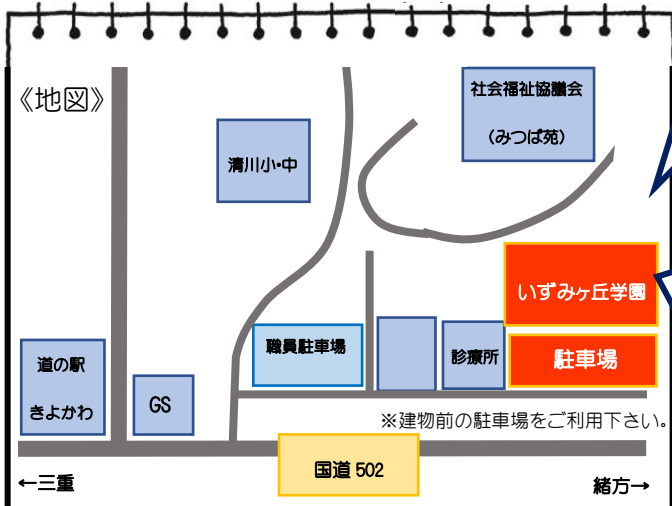 《地図》
社会福祉協議会
(みつば苑)
清川小・中
いずみヶ丘学園
職員駐車場
診療所
駐車場
道の駅
きよかわ
GS
※建物前の駐車場をご利用下さい。
国道 502
←三重
緒方→